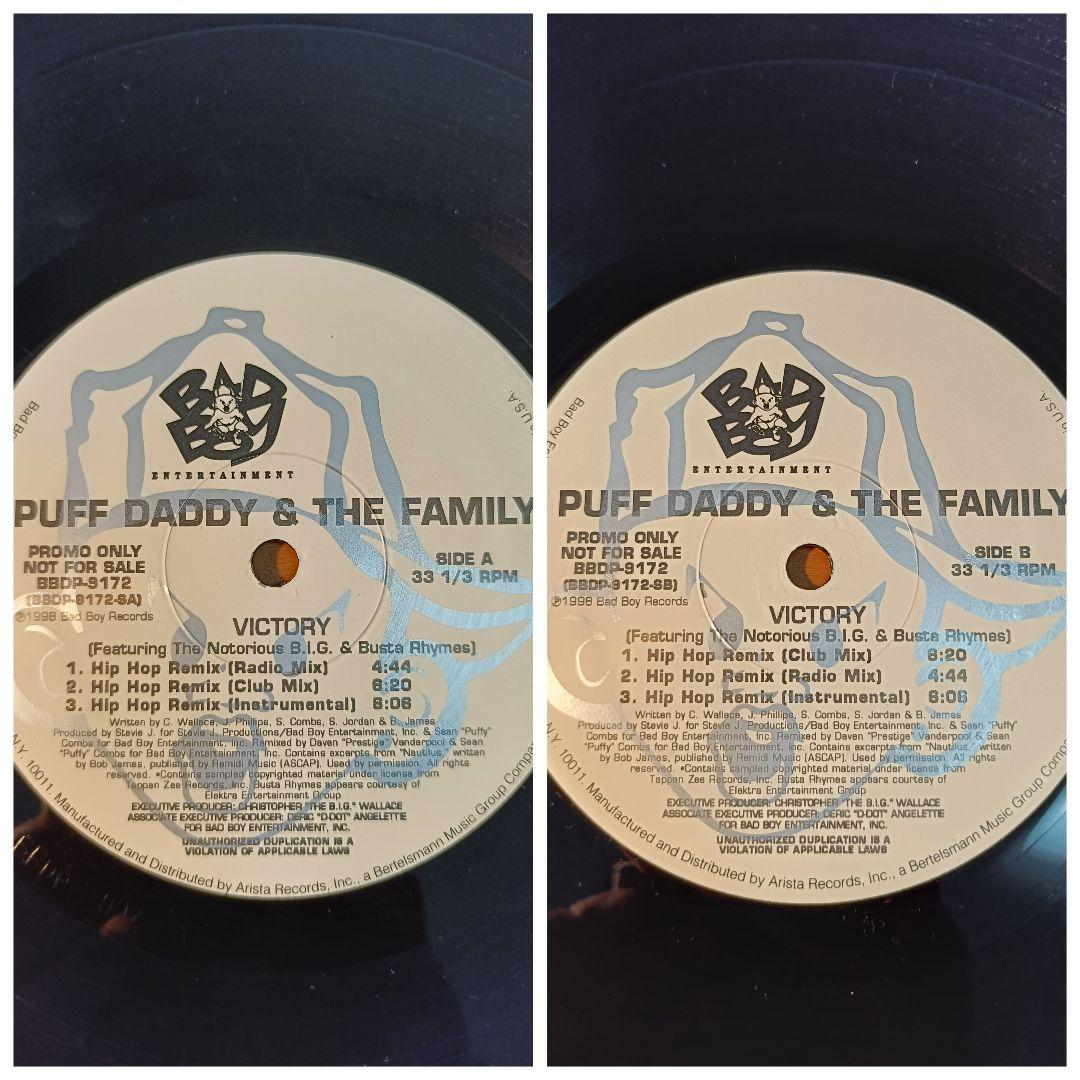 BAD
BOY
ENTERTAINMENT
PUFF DADDY & THE FAMILY
PROMO ONLY
NOT FOR SALE
BBDP-9172
(BBDP-9172-SA)
℗1998 Bad Boy Records
SIDE A
33 1/3 RPM
VICTORY
(Featuring The Notorious B.I.G. & Busta Rhymes)
1. Hip Hop Remix (Radio Mix) 4:44
2. Hip Hop Remix (Club Mix) 6:20
3. Hip Hop Remix (Instrumental) 6:06
Written by C. Wallace, J. Phillips, S. Combs, S. Jordan & B. James
Produced by Stevie J. for Stevie J. Productions/Bad Boy Entertainment, Inc. & Sean "Puffy"
Combs for Bad Boy Entertainment, Inc. Remixed by Daven "Prestige" Vanderpool & Sean
"Puffy" Combs for Bad Boy Entertainment, Inc. Contains excerpts from "Nautilus," written
by Bob James, published by Remidi Music (ASCAP). Used by permission. All rights
reserved. •Contains sampled copyrighted material under license from
Tappan Zee Records, Inc. Busta Rhymes appears courtesy of
Elektra Entertainment Group
EXECUTIVE PRODUCER: CHRISTOPHER "THE B.I.G." WALLACE
ASSOCIATE EXECUTIVE PRODUCER: DERIC "D-DOT" ANGELETTE
FOR BAD BOY ENTERTAINMENT, INC.
UNAUTHORIZED DUPLICATION IS A
VIOLATION OF APPLICABLE LAWS
Bad Bo
N.Y. 10011. Manufactured and Distributed by Arista Records, Inc., a Bertelsmann Music Group Compa
BAD
BOY
ENTERTAINMENT
PUFF DADDY & THE FAMILY
PROMO ONLY
NOT FOR SALE
BBDP-9172
(BBDP-9172-SB)
℗1998 Bad Boy Records
SIDE B
33 1/3 RPM
VICTORY
(Featuring The Notorious B.I.G. & Busta Rhymes)
1. Hip Hop Remix (Club Mix) 6:20
2. Hip Hop Remix (Radio Mix) 4:44
3. Hip Hop Remix (Instrumental) 6:06
Written by C. Wallace, J. Phillips, S. Combs, S. Jordan & B. James
Produced by Stevie J. for Stevie J. Productions/Bad Boy Entertainment, Inc. & Sean "Puffy"
Combs for Bad Boy Entertainment, Inc. Remixed by Daven "Prestige" Vanderpool & Sean
"Puffy" Combs for Bad Boy Entertainment, Inc. Contains excerpts from "Nautilus," written
by Bob James, published by Remidi Music (ASCAP). Used by permission. All rights
reserved. •Contains sampled copyrighted material under license from
Tappan Zee Records, Inc. Busta Rhymes appears courtesy of
Elektra Entertainment Group
EXECUTIVE PRODUCER: CHRISTOPHER "THE B.I.G." WALLACE
ASSOCIATE EXECUTIVE PRODUCER: DERIC "D-DOT" ANGELETTE
FOR BAD BOY ENTERTAINMENT, INC.
UNAUTHORIZED DUPLICATION IS A
VIOLATION OF APPLICABLE LAWS
Bad Boy En
in U.S.A
N.Y. 10011. Manufactured and Distributed by Arista Records, Inc., a Bertelsmann Music Group Compa